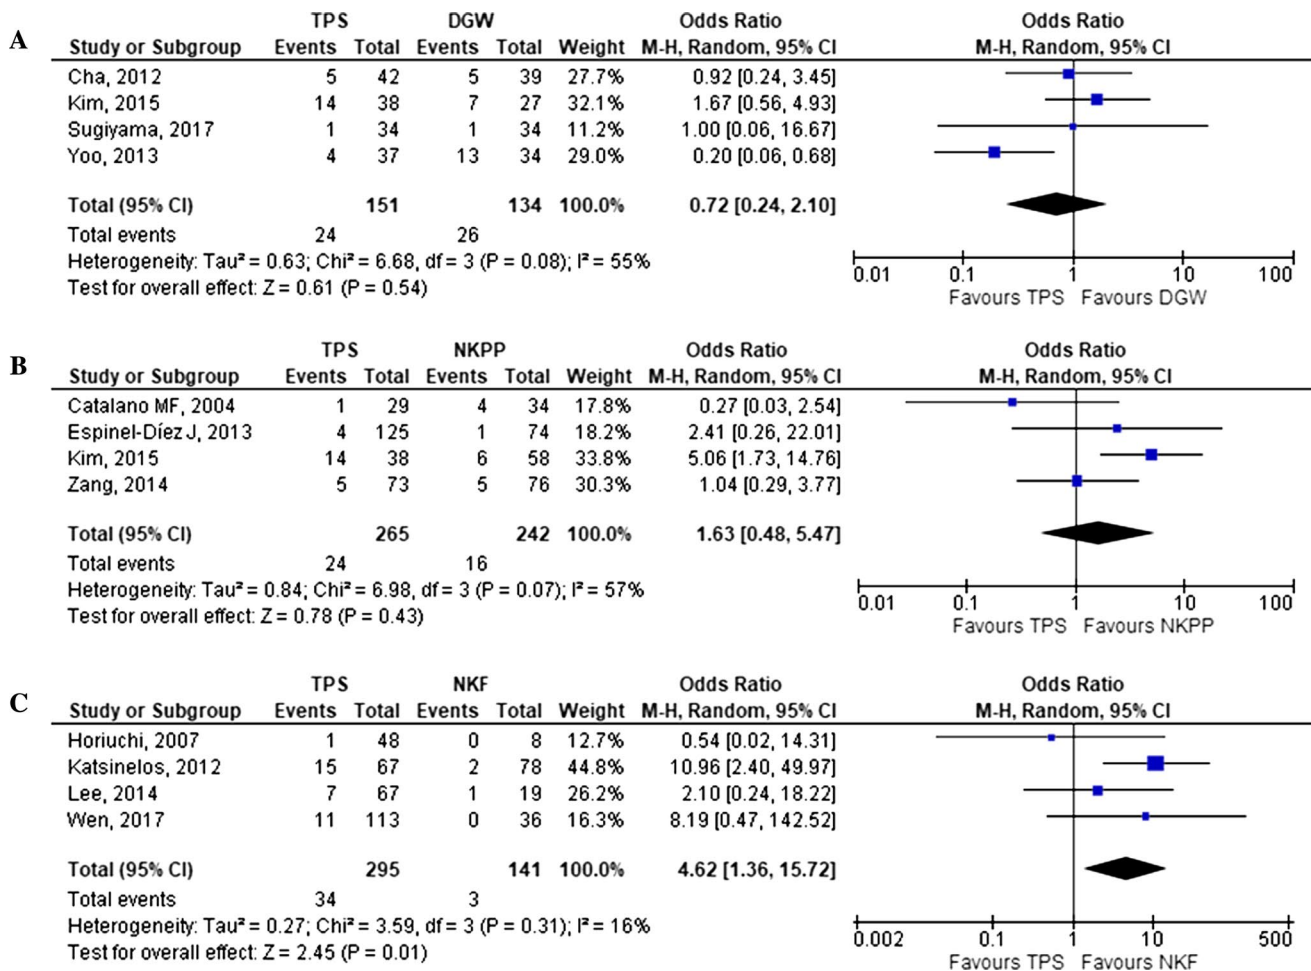 A
TPS DGW Odds Ratio Odds Ratio
Study or Subgroup Events Total Events Total Weight M-H, Random, 95% CI M-H, Random, 95% CI
Cha, 2012 5 42 5 39 27.7% 0.92 [0.24, 3.45]
Kim, 2015 14 38 7 27 32.1% 1.67 [0.56, 4.93]
Sugiyama, 2017 1 34 1 34 11.2% 1.00 [0.06, 16.67]
Yoo, 2013 4 37 13 34 29.0% 0.20 [0.06, 0.68]
Total (95% CI) 151 134 100.0% 0.72 [0.24, 2.10]
Total events 24 26
Heterogeneity: Tau² = 0.63; Chi² = 6.68, df = 3 (P = 0.08); I² = 55%
Test for overall effect: Z = 0.61 (P = 0.54)
0.01 0.1 1 10 100
Favours TPS Favours DGW
B
TPS NKPP Odds Ratio Odds Ratio
Study or Subgroup Events Total Events Total Weight M-H, Random, 95% CI M-H, Random, 95% CI
Catalano MF, 2004 1 29 4 34 17.8% 0.27 [0.03, 2.54]
Espinel-Díez J, 2013 4 125 1 74 18.2% 2.41 [0.26, 22.01]
Kim, 2015 14 38 6 58 33.8% 5.06 [1.73, 14.76]
Zang, 2014 5 73 5 76 30.3% 1.04 [0.29, 3.77]
Total (95% CI) 265 242 100.0% 1.63 [0.48, 5.47]
Total events 24 16
Heterogeneity: Tau² = 0.84; Chi² = 6.98, df = 3 (P = 0.07); I² = 57%
Test for overall effect: Z = 0.78 (P = 0.43)
0.01 0.1 1 10 100
Favours TPS Favours NKPP
C
TPS NKF Odds Ratio Odds Ratio
Study or Subgroup Events Total Events Total Weight M-H, Random, 95% CI M-H, Random, 95% CI
Horiuchi, 2007 1 48 0 8 12.7% 0.54 [0.02, 14.31]
Katsinelos, 2012 15 67 2 78 44.8% 10.96 [2.40, 49.97]
Lee, 2014 7 67 1 19 26.2% 2.10 [0.24, 18.22]
Wen, 2017 11 113 0 36 16.3% 8.19 [0.47, 142.52]
Total (95% CI) 295 141 100.0% 4.62 [1.36, 15.72]
Total events 34 3
Heterogeneity: Tau² = 0.27; Chi² = 3.59, df = 3 (P = 0.31); I² = 16%
Test for overall effect: Z = 2.45 (P = 0.01)
0.002 0.1 1 10 500
Favours TPS Favours NKF